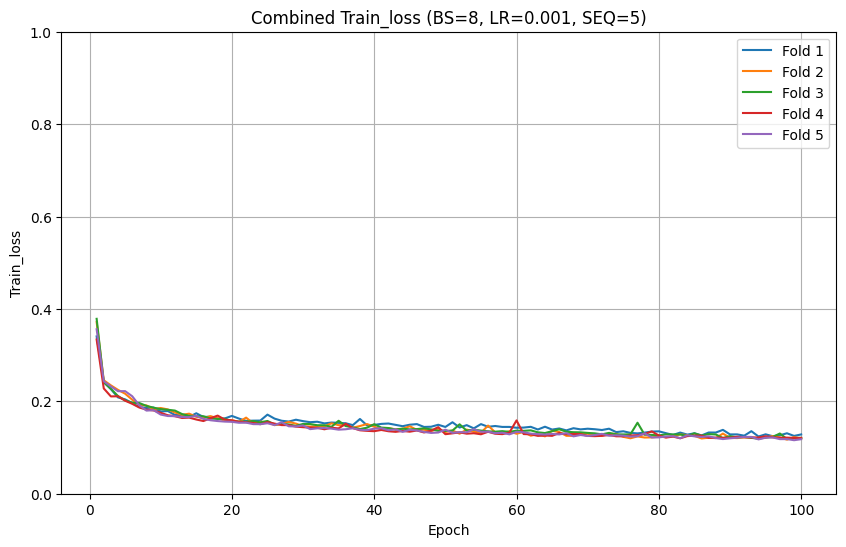 Combined Train_loss (BS=8, LR=0.001, SEQ=5)
1.0
0.8
0.6
0.4
0.2
0.0
Train_loss
0
20
40
60
80
100
Epoch
Fold 1
Fold 2
Fold 3
Fold 4
Fold 5